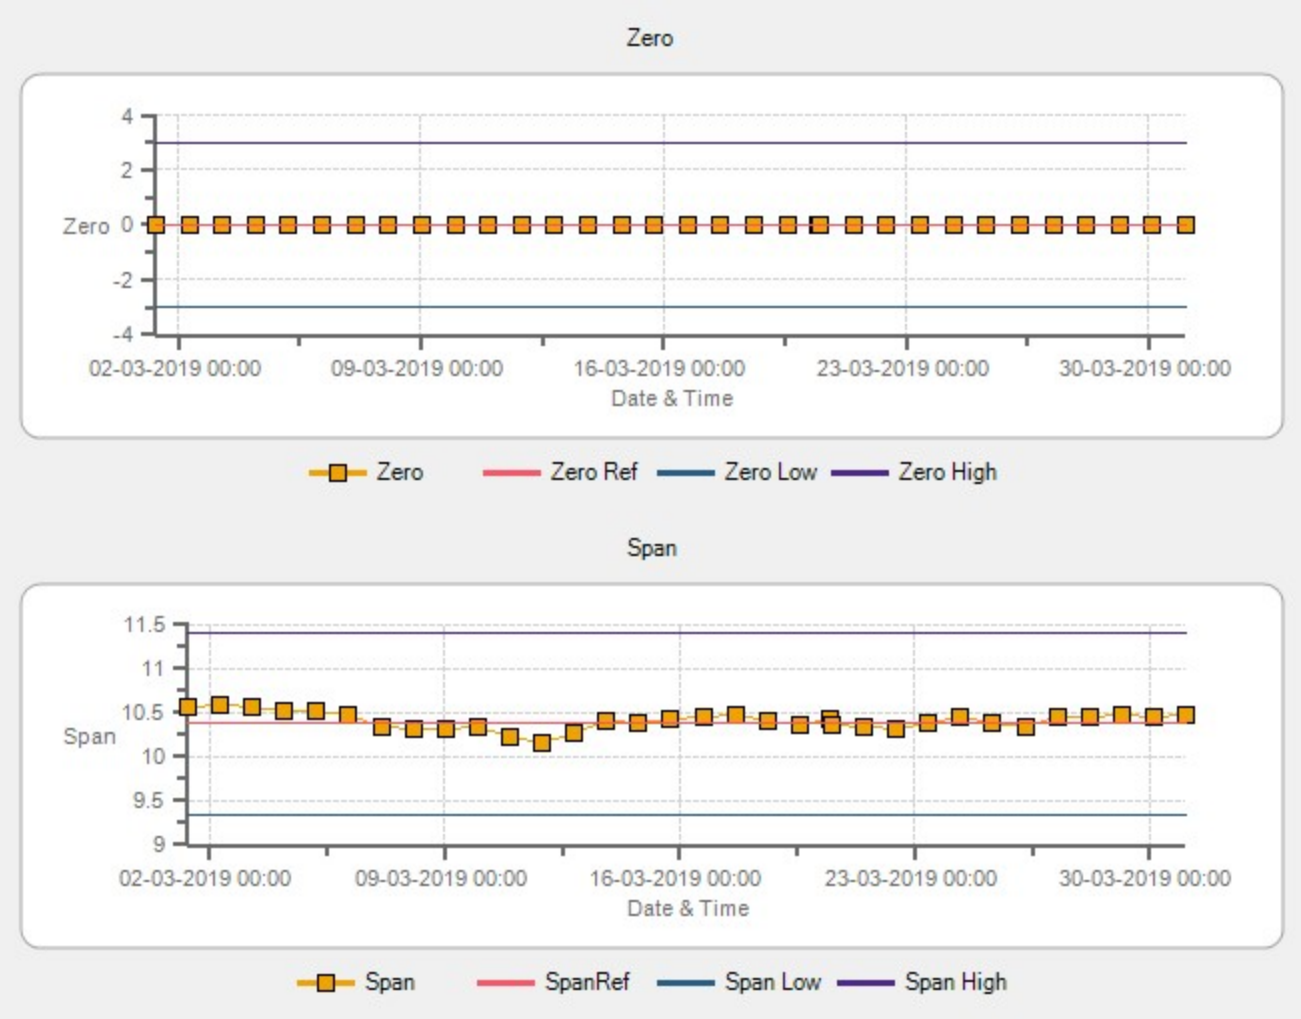 Zero
4
2
Zero 0
-2
-4
02-03-2019 00:00 09-03-2019 00:00 16-03-2019 00:00 23-03-2019 00:00 30-03-2019 00:00
Date & Time
Zero Zero Ref Zero Low Zero High
Span
11.5
11
10.5
Span
10
9.5
9
02-03-2019 00:00 09-03-2019 00:00 16-03-2019 00:00 23-03-2019 00:00 30-03-2019 00:00
Date & Time
Span SpanRef Span Low Span High